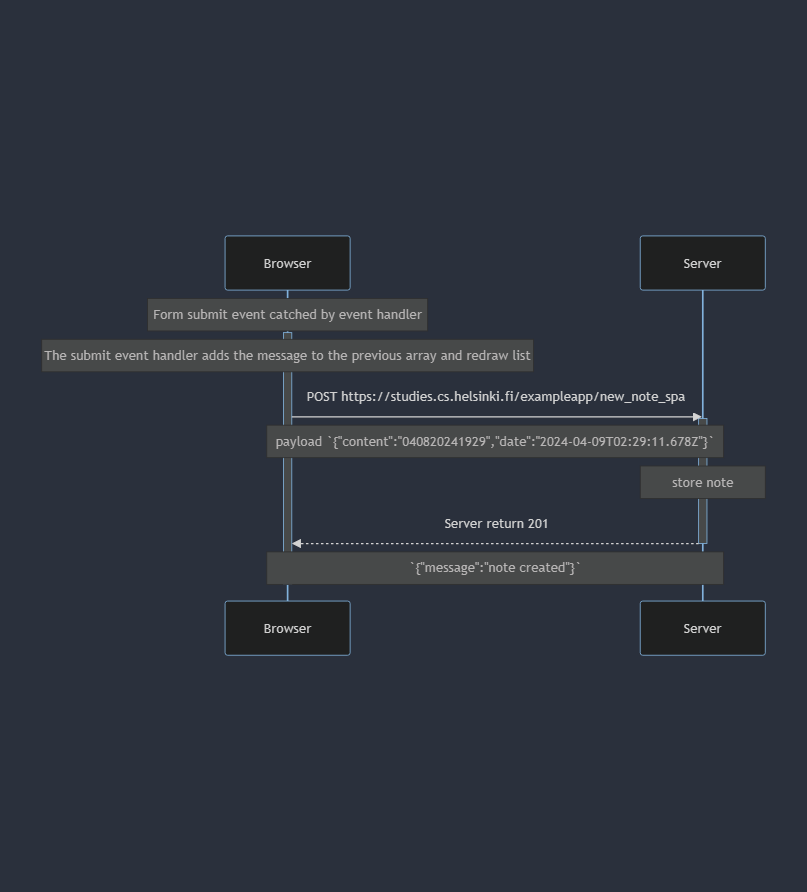 Browser
Server
Form submit event catched by event handler
The submit event handler adds the message to the previous array and redraw list
POST https://studies.cs.helsinki.fi/exampleapp/new_note_spa
payload `{"content":"040820241929","date":"2024-04-09T02:29:11.678Z"}`
store note
Server return 201
`{"message":"note created"}`
Browser
Server